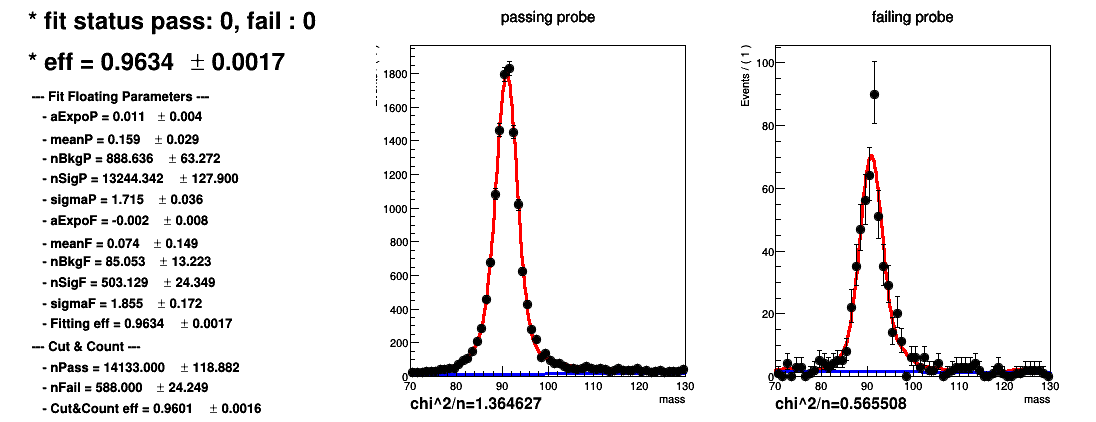 * fit status pass: 0, fail : 0
* eff = 0.9634 ± 0.0017
--- Fit Floating Parameters ---
- aExpoP = 0.011 ± 0.004
- meanP = 0.159 ± 0.029
- nBkgP = 888.636 ± 63.272
- nSigP = 13244.342 ± 127.900
- sigmaP = 1.715 ± 0.036
- aExpoF = -0.002 ± 0.008
- meanF = 0.074 ± 0.149
- nBkgF = 85.053 ± 13.223
- nSigF = 503.129 ± 24.349
- sigmaF = 1.855 ± 0.172
- Fitting eff = 0.9634 ± 0.0017
--- Cut & Count ---
- nPass = 14133.000 ± 118.882
- nFail = 588.000 ± 24.249
- Cut&Count eff = 0.9601 ± 0.0016
passing probe
1800
1600
1400
1200
1000
800
600
400
200
0
70 80 90 100 110 120 130
mass
chi^2/n=1.364627
failing probe
Events / ( 1 )
100
80
60
40
20
0
70 80 90 100 110 120 130
mass
chi^2/n=0.565508